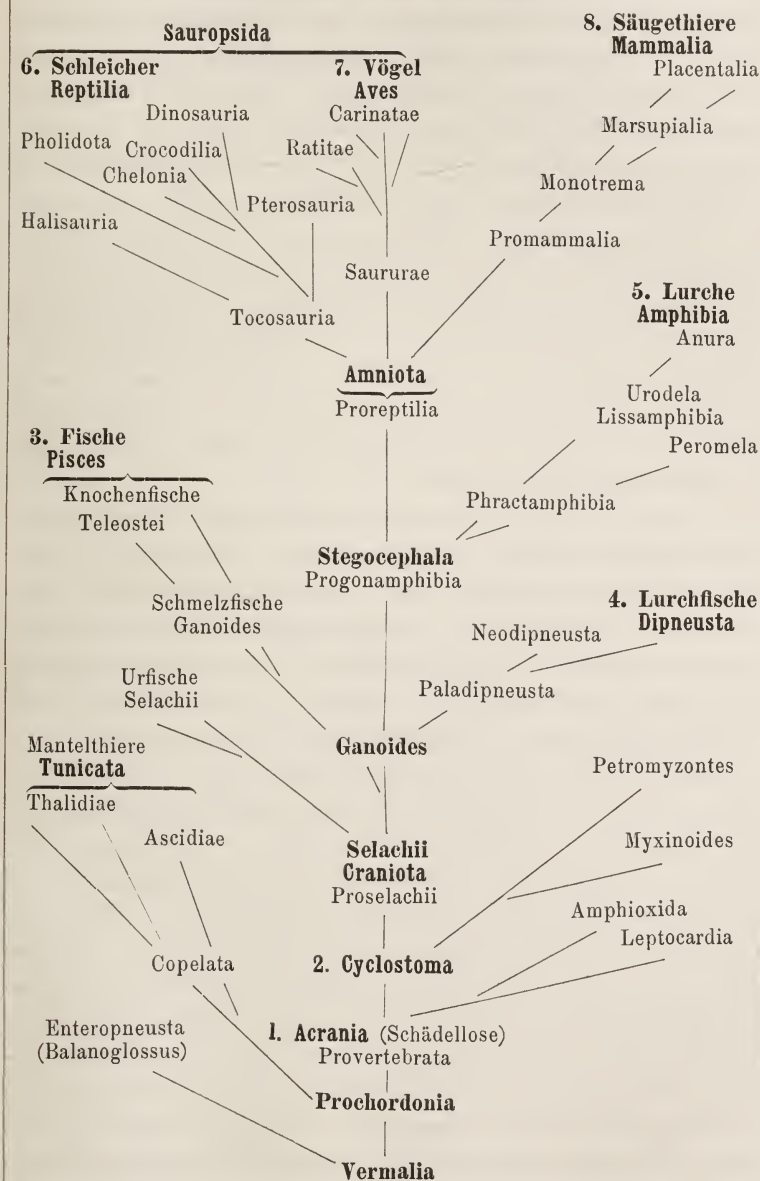 Sauropsida
6. Schleicher
Reptilia
7. Vögel
Aves
8. Säugethiere
Mammalia
Placentalia
Dinosauria
Carinatae
Pholidota
Crocodilia
Ratitae
Marsupialia
Chelonia
Pterosauria
Monotrema
Halisauria
Promammalia
Saururae
Tocosauria
5. Lurche
Amphibia
Anura
Amniota
Proreptilia
Urodela
Lissamphibia
Peromela
3. Fische
Pisces
Knochenfische
Teleostei
Phractamphibia
Stegocephala
Progonamphibia
Schmelzfische
Ganoides
4. Lurchfische
Dipneusta
Neodipneusta
Urfische
Selachii
Paladipneusta
Ganoides
Mantelthiere
Tunicata
Thalidiae
Petromyzontes
Ascidiae
Selachii
Craniota
Proselachii
Myxinoides
Amphioxida
Leptocardia
Copelata
2. Cyclostoma
Enteropneusta
(Balanoglossus)
1. Acrania (Schädellose)
Provertebrata
Prochordonia
Vermalia